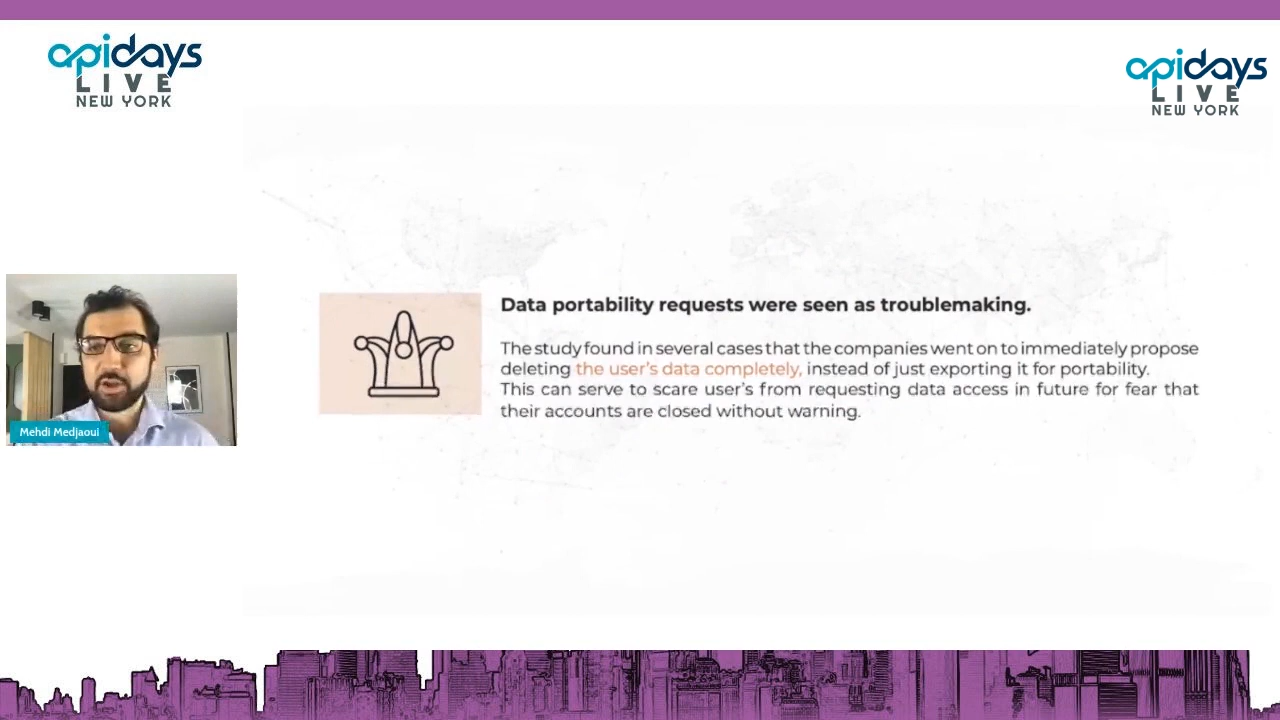 apidays
LIVE
NEW YORK
apidays
LIVE
NEW YORK
Data portability requests were seen as troublemaking.
The study found in several cases that the companies went on to immediately propose
deleting the user's data completely, instead of just exporting it for portability.
This can serve to scare user's from requesting data access in future for fear that
their accounts are closed without warning.
Mehdi Medjaoui